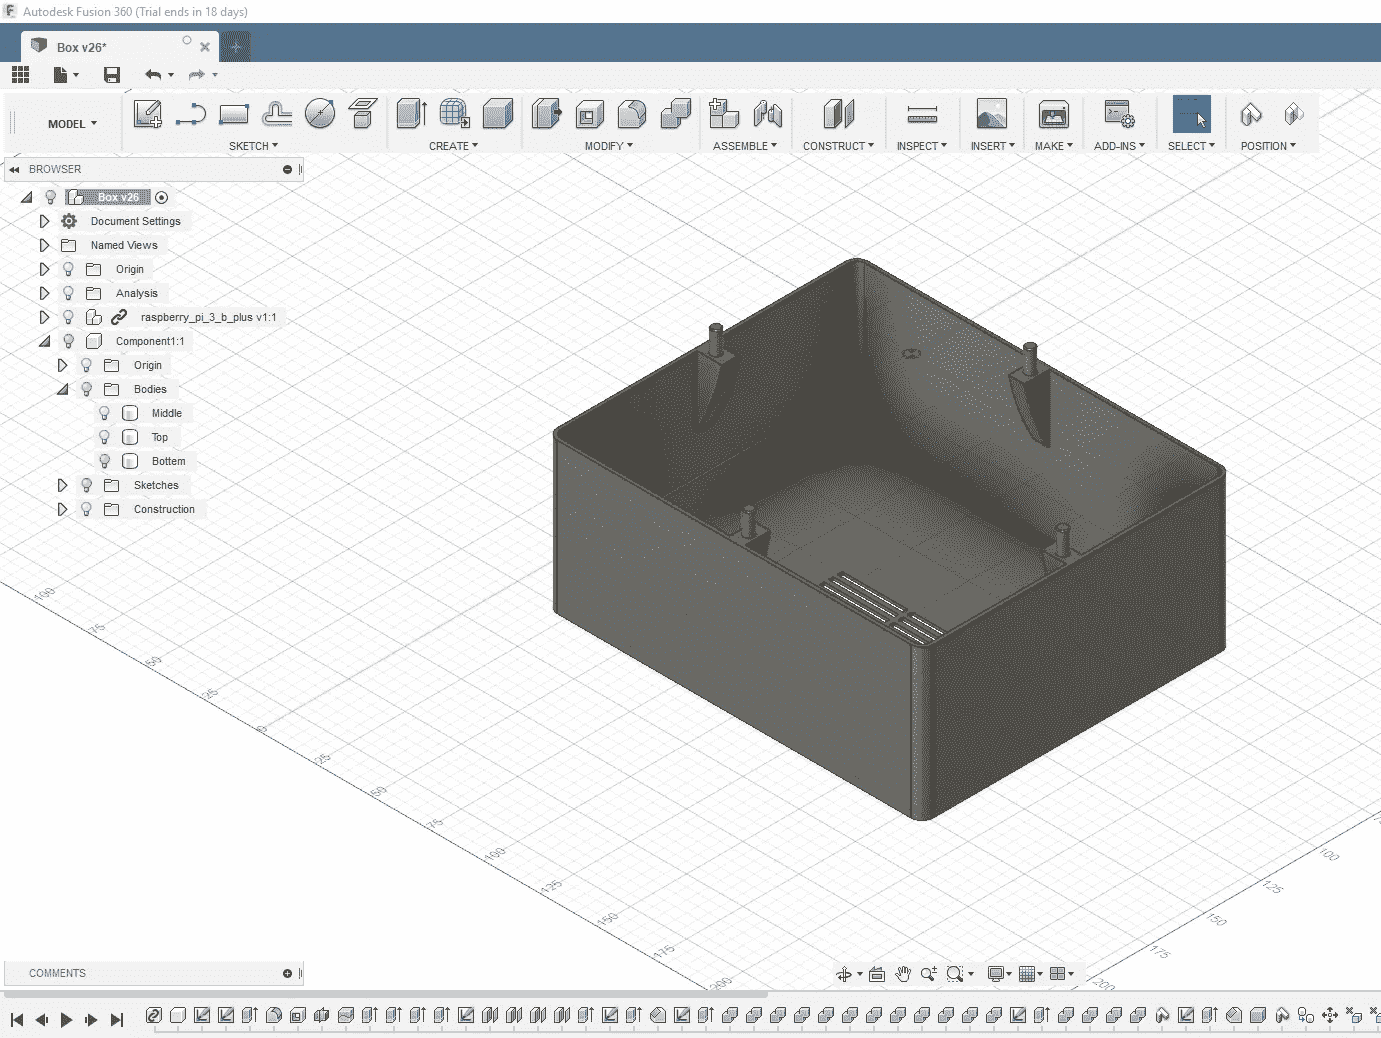 F Autodesk Fusion 360 (Trial ends in 18 days)
Box v26*
MODEL
SKETCH
CREATE
MODIFY
ASSEMBLE
CONSTRUCT
INSPECT
INSERT
MAKE
ADD-INS
SELECT
POSITION
BROWSER
Box v26
Document Settings
Named Views
Origin
Analysis
raspberry_pi_3_b_plus v1:1
Component1:1
Origin
Bodies
Middle
Top
Bottem
Sketches
Construction
100
75
50
25
0
25
50
75
100
125
150
175
200
100
125
150
175
200
COMMENTS